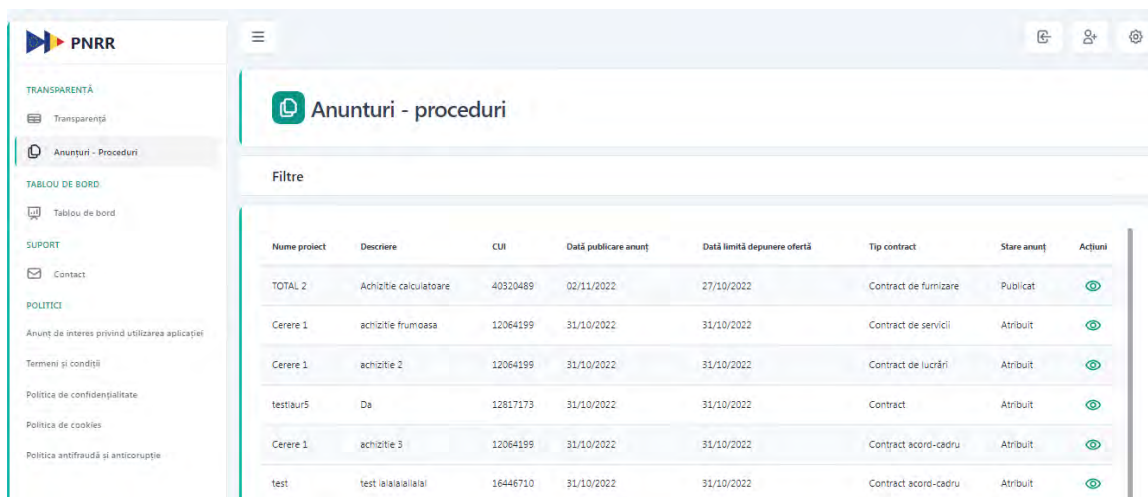 PNRR
TRANSPARENȚĂ
Transparență
Anunțuri - Proceduri
TABLOU DE BORD
Tablou de bord
SUPORT
Contact
POLITICI
Anunț de interes privind utilizarea aplicației
Termeni și condiții
Politica de confidențialitate
Politica de cookies
Politica antifraudă și anticorupție
Anunturi - proceduri
Filtre
Nume proiect Descriere CUI Dată publicare anunț Dată limită depunere ofertă Tip contract Stare anunț Acțiuni
TOTAL 2 Achizitie calculatoare 40320489 02/11/2022 27/10/2022 Contract de furnizare Publicat
Cerere 1 achizitie frumoasa 12064199 31/10/2022 31/10/2022 Contract de servicii Atribuit
Cerere 1 achizitie 2 12064199 31/10/2022 31/10/2022 Contract de lucrări Atribuit
testlaur5 Da 12817173 31/10/2022 31/10/2022 Contract Atribuit
Cerere 1 achizitie 3 12064199 31/10/2022 31/10/2022 Contract acord-cadru Atribuit
test test 16446710 31/10/2022 31/10/2022 Contract acord-cadru Atribuit